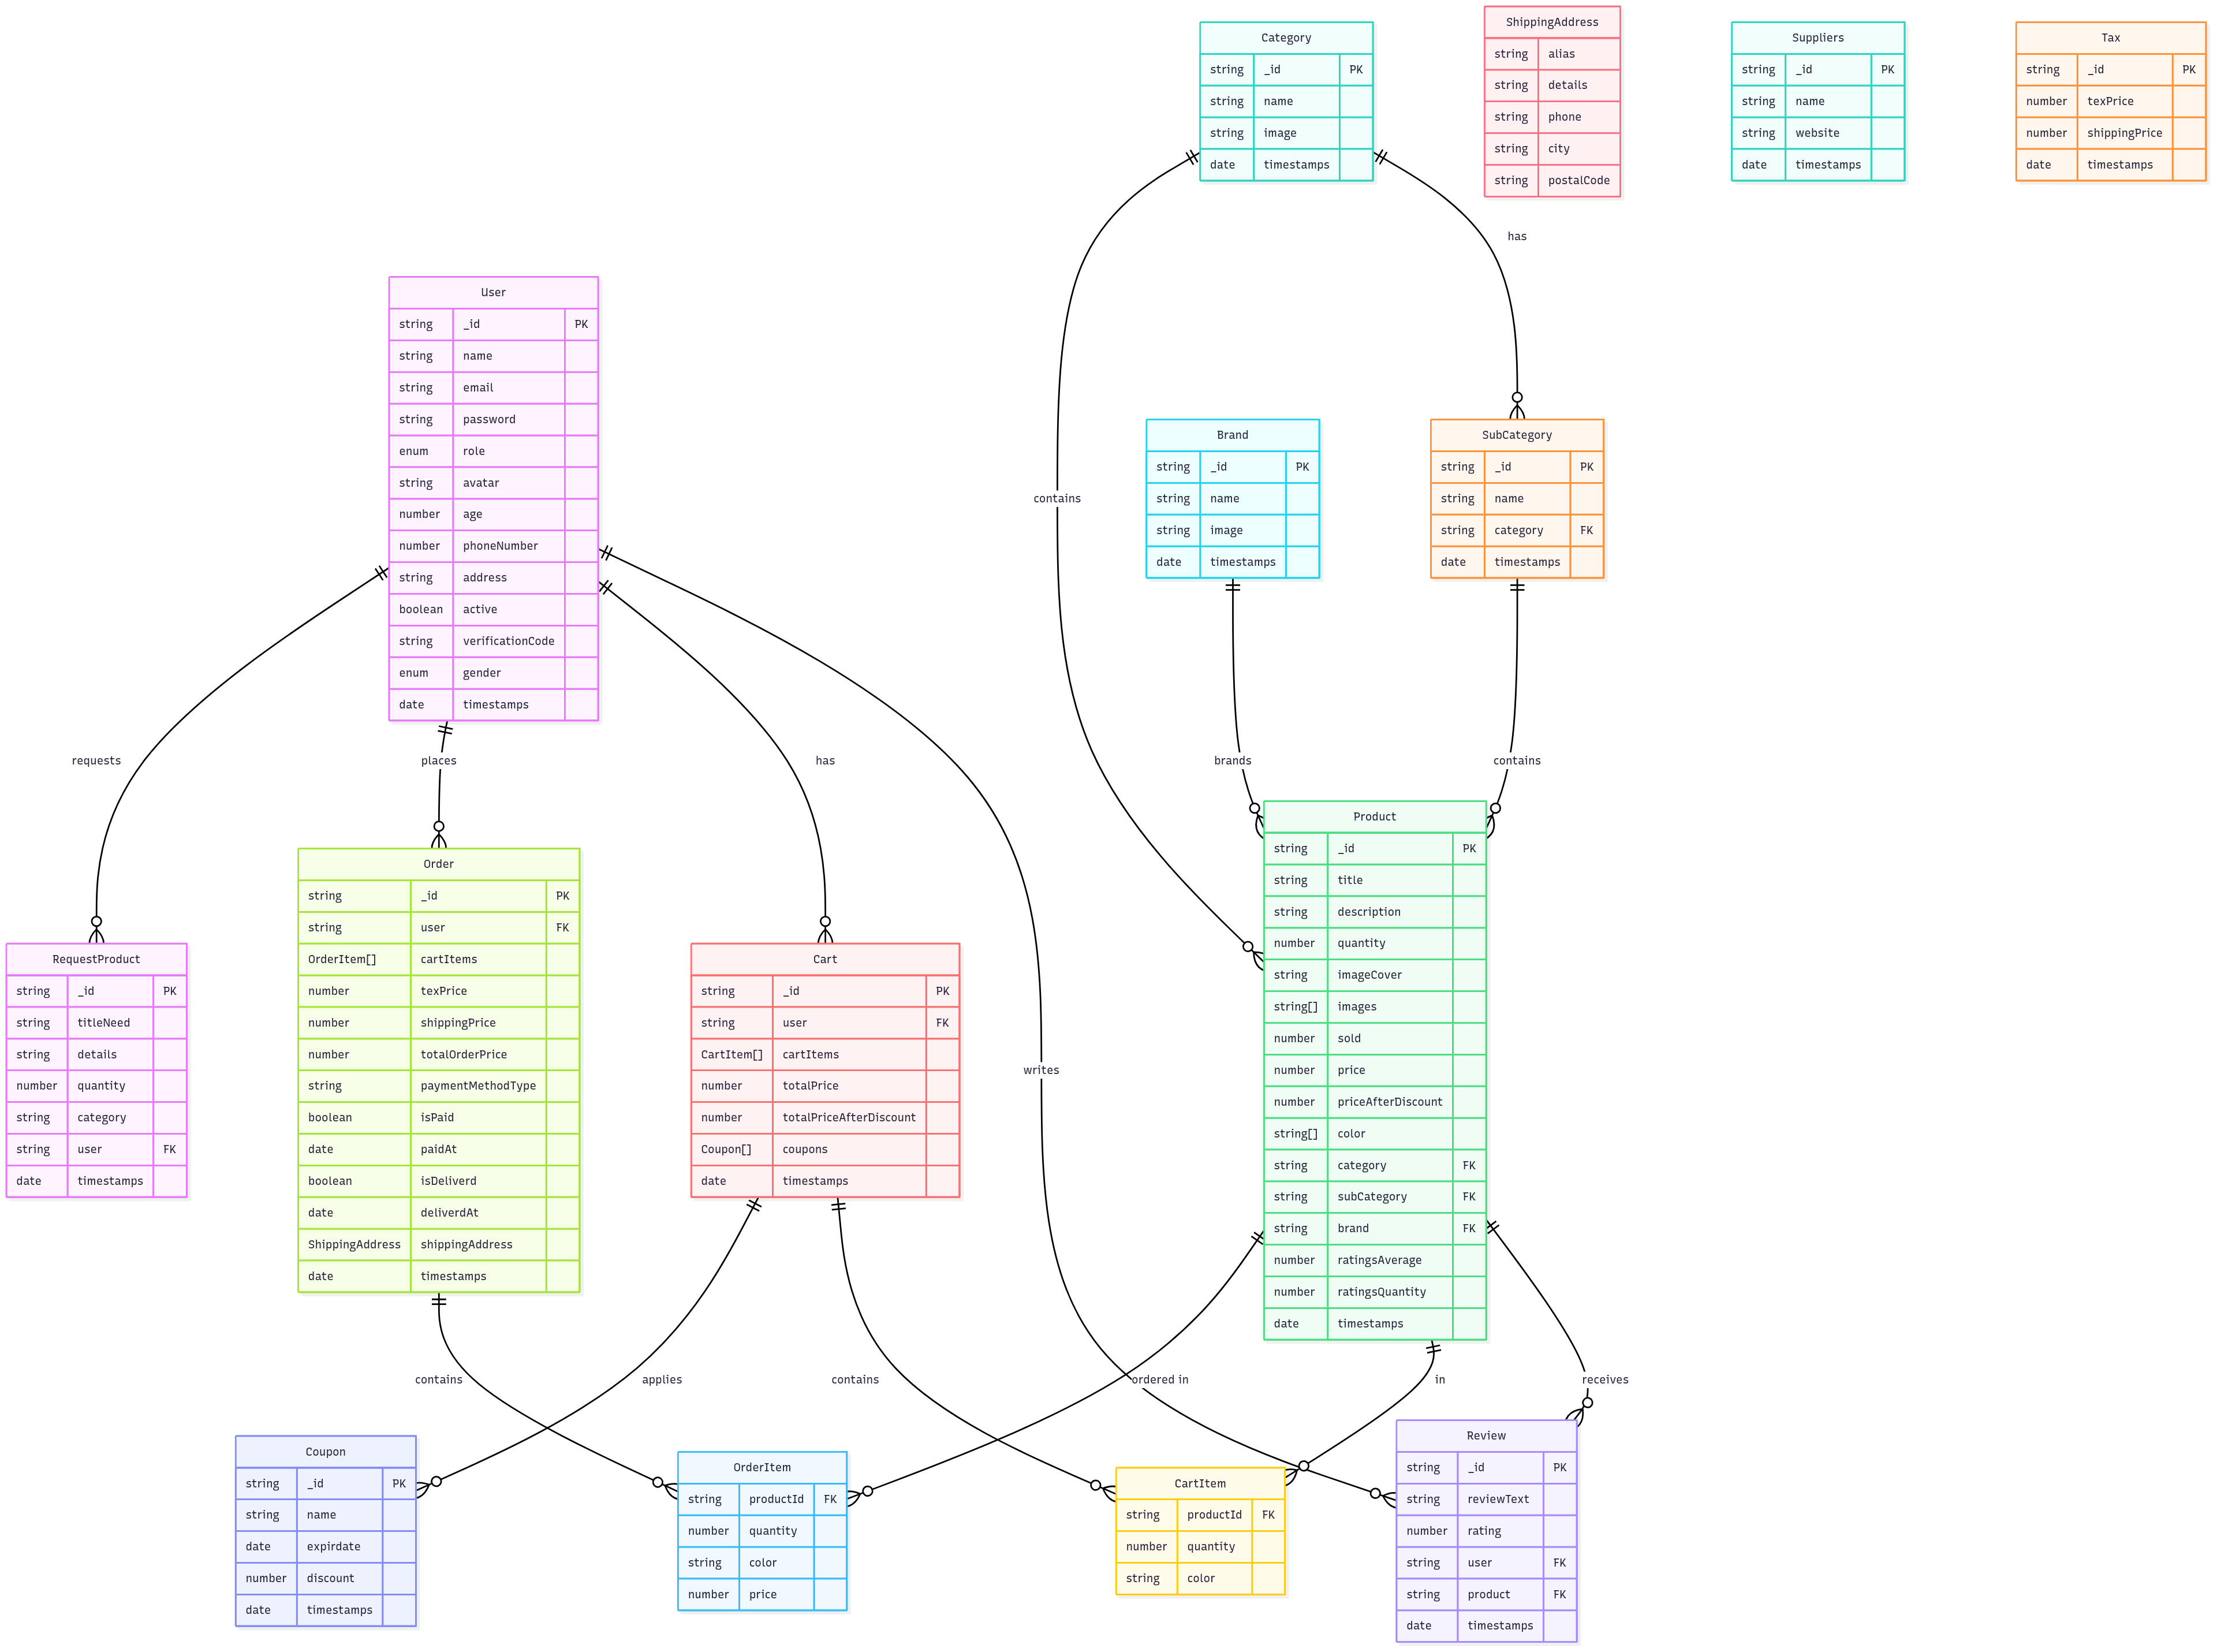 Category
string _id PK
string name
string image
date timestamps
ShippingAddress
string alias
string details
string phone
string city
string postalCode
Suppliers
string _id PK
string name
string website
date timestamps
Tax
string _id PK
number texPrice
number shippingPrice
date timestamps
has
User
string _id PK
string name
string email
string password
enum role
string avatar
number age
number phoneNumber
string address
boolean active
string verificationCode
enum gender
date timestamps
contains
Brand
string _id PK
string name
string image
date timestamps
SubCategory
string _id PK
string name
string category FK
date timestamps
requests
places
has
brands
contains
RequestProduct
string _id PK
string titleNeed
string details
number quantity
string category
string user FK
date timestamps
Order
string _id PK
string user FK
OrderItem[] cartItems
number texPrice
number shippingPrice
number totalOrderPrice
string paymentMethodType
boolean isPaid
date paidAt
boolean isDeliverd
date deliverdAt
ShippingAddress shippingAddress
date timestamps
Cart
string _id PK
string user FK
CartItem[] cartItems
number totalPrice
number totalPriceAfterDiscount
Coupon[] coupons
date timestamps
writes
Product
string _id PK
string title
string description
number quantity
string imageCover
string[] images
number sold
number price
number priceAfterDiscount
string[] color
string category FK
string subCategory FK
string brand FK
number ratingsAverage
number ratingsQuantity
date timestamps
contains
applies
contains
ordered in
in
receives
Coupon
string _id PK
string name
date expirdate
number discount
date timestamps
OrderItem
string productId FK
number quantity
string color
number price
CartItem
string productId FK
number quantity
string color
Review
string _id PK
string reviewText
number rating
string user FK
string product FK
date timestamps